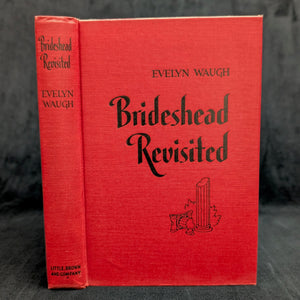 Brideshead
Revisited
EVELYN
WAUGH
LITTLE, BROWN
AND COMPANY
EVELYN WAUGH
Brideshead
Revisited